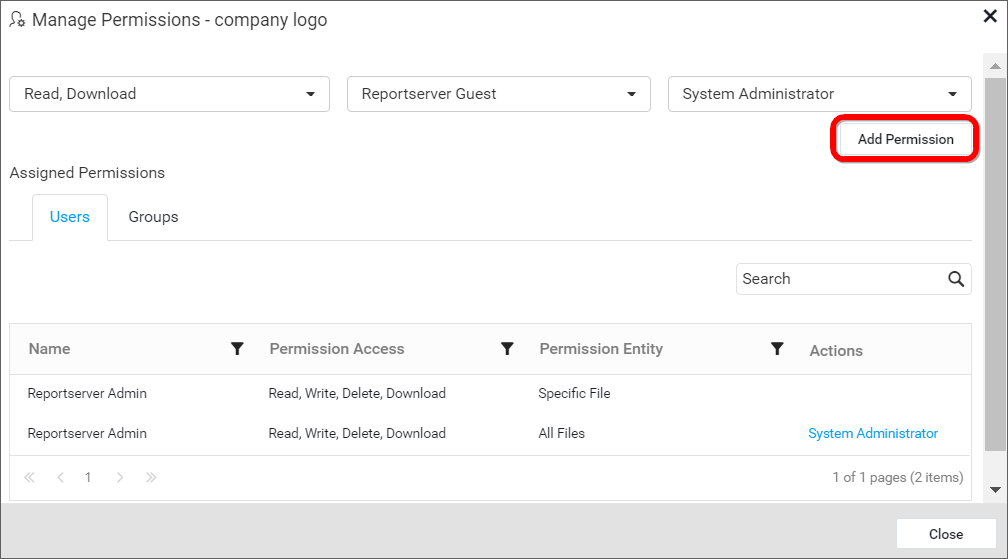 Manage Permissions - company logo
Read, Download Reportserver Guest System Administrator
Add Permission
Assigned Permissions
Users Groups
Search
Name Permission Access Permission Entity Actions
Reportserver Admin Read, Write, Delete, Download Specific File
Reportserver Admin Read, Write, Delete, Download All Files System Administrator
1 1 of 1 pages (2 items)
Close